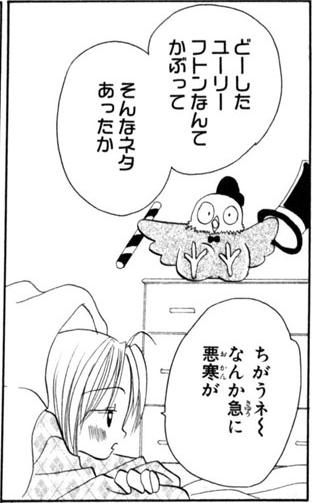 どーした
ユーリー
フトンなんて
かぶって
そんなネタ
あったか
ちがうネ〜
なんか急に
悪寒が